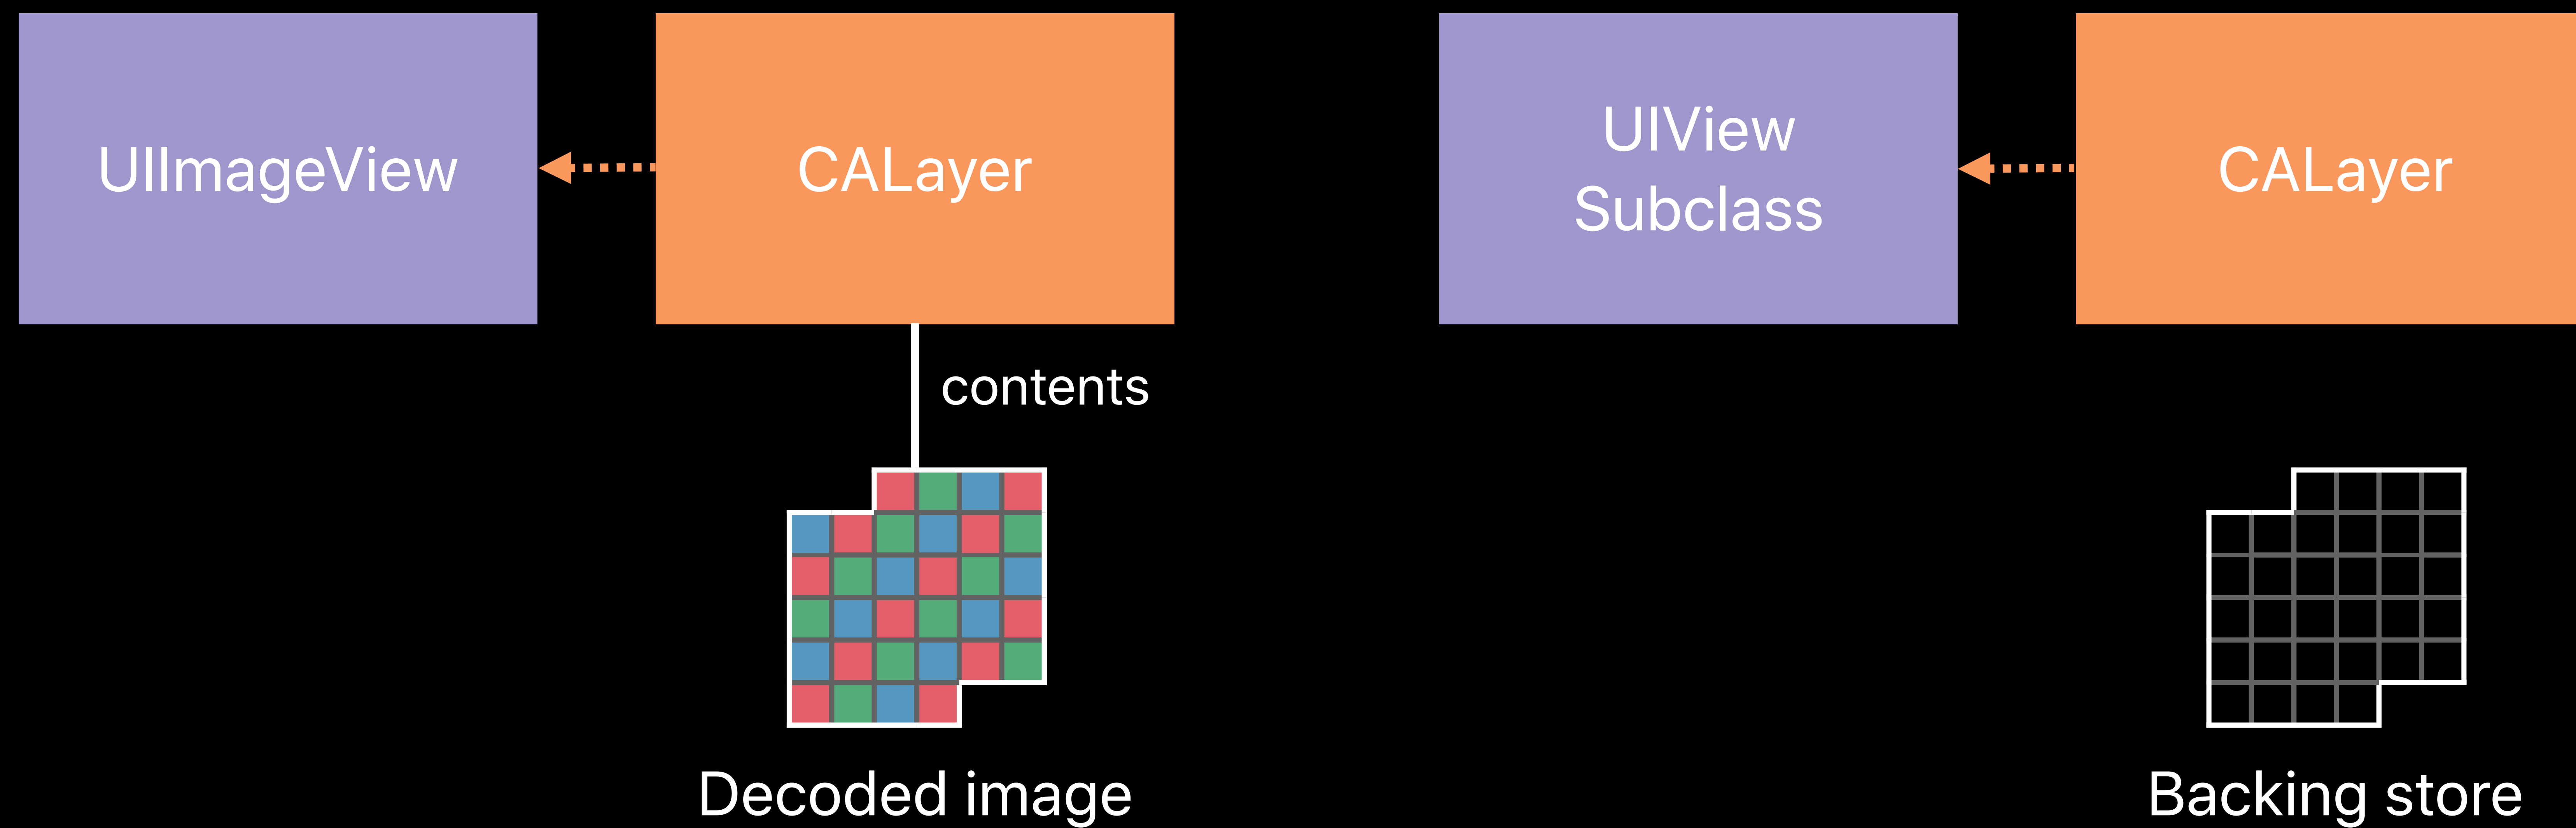 UIImageView
CALayer
UIView
Subclass
CALayer
contents
Decoded image
Backing store